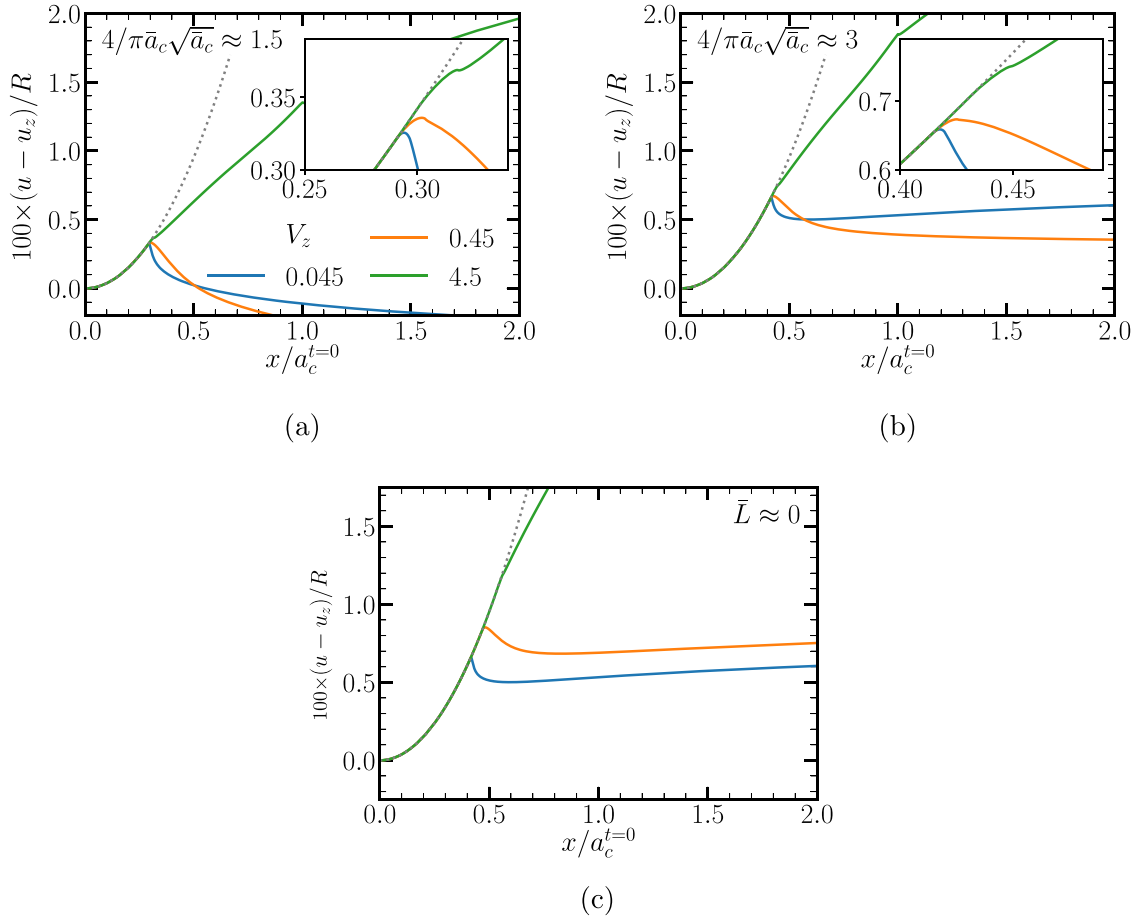 2.0
1.5
1.0
0.5
0.0
100×(u − u_z)/R
4/πā_c√ā_c ≈ 1.5
0.35
0.30
0.25
0.30
V_z
0.45
0.045
4.5
0.0 0.5 1.0 1.5 2.0
x/a_c^{t=0}
(a)
2.0
1.5
1.0
0.5
0.0
100×(u − u_z)/R
4/πā_c√ā_c ≈ 3
0.7
0.6
0.40 0.45
0.0 0.5 1.0 1.5 2.0
x/a_c^{t=0}
(b)
1.5
1.0
0.5
0.0
100×(u − u_z)/R
L̄ ≈ 0
0.0 0.5 1.0 1.5 2.0
x/a_c^{t=0}
(c)